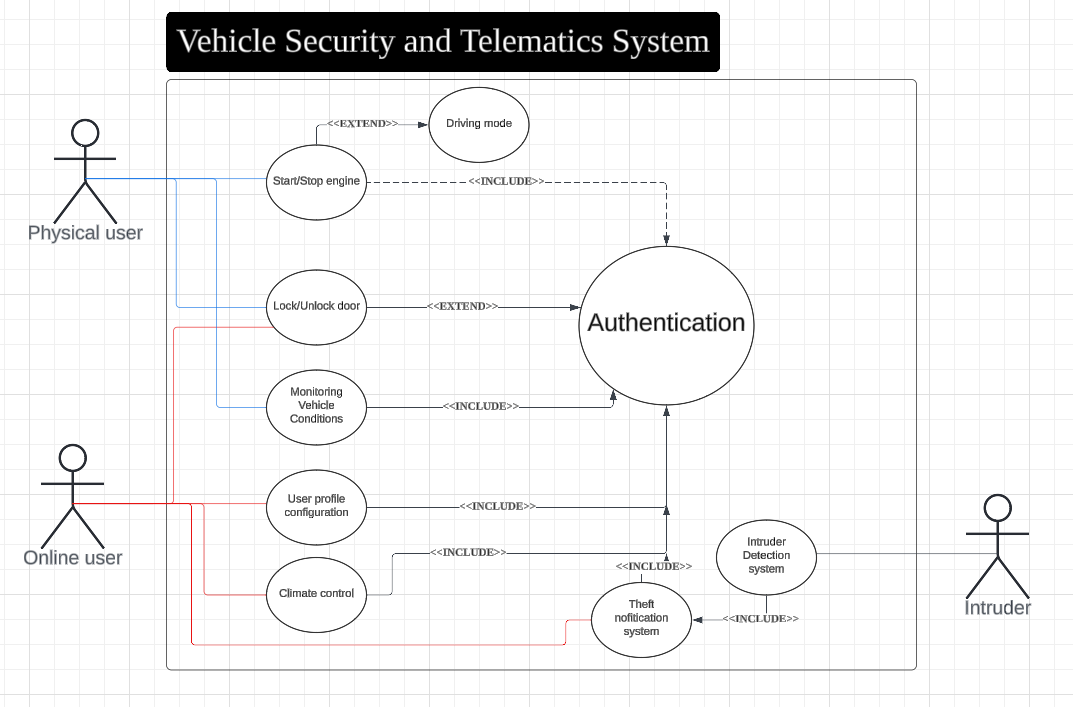 Vehicle Security and Telematics System
<<EXTEND>>
Driving mode
Start/Stop engine
<<INCLUDE>>
Physical user
Lock/Unlock door
<<EXTEND>>
Authentication
Monitoring
Vehicle
Conditions
<<INCLUDE>>
User profile
configuration
<<INCLUDE>>
Online user
<<INCLUDE>>
Climate control
<<INCLUDE>>
Intruder
Detection
system
Theft
nofitication
system
<<INCLUDE>>
Intruder